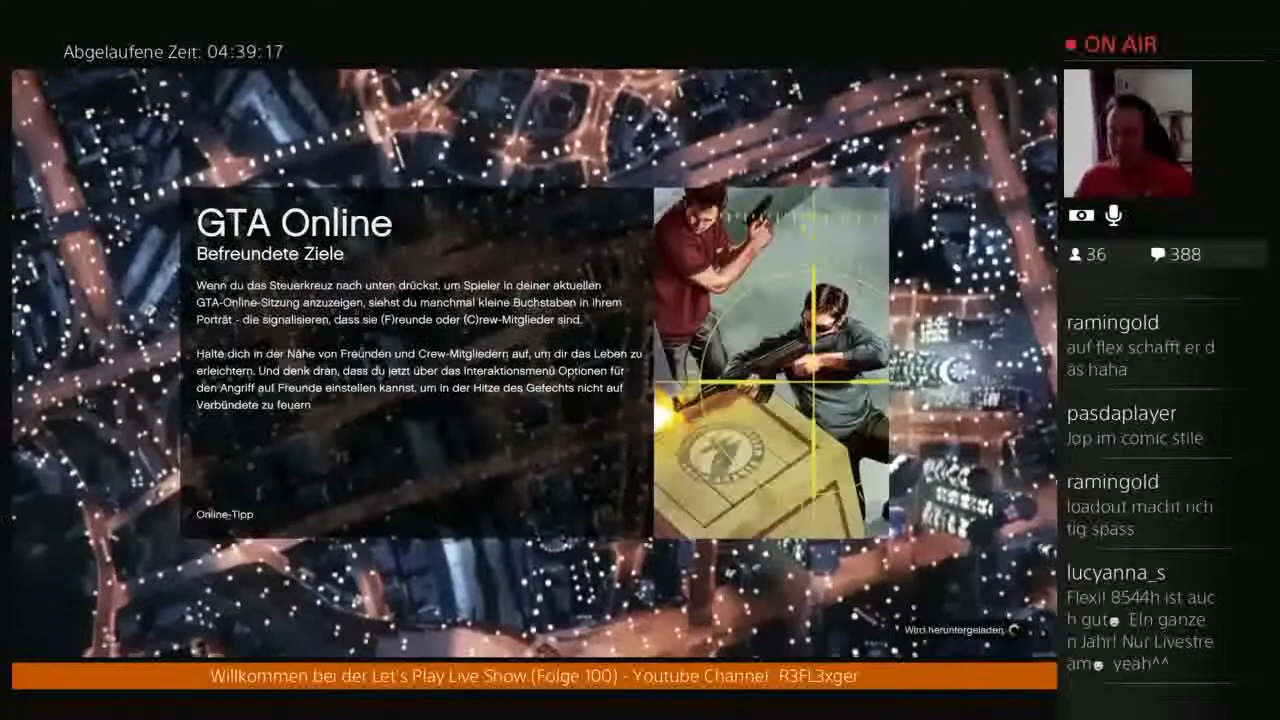 Abgelaufene Zeit: 04:39:17
ON AIR
GTA Online
Befreundete Ziele
Wenn du das Steuerkreuz nach unten drückst, um Spieler in deiner aktuellen
GTA-Online-Sitzung anzuzeigen, siehst du manchmal kleine Buchstaben in ihrem
Porträt - die signalisieren, dass sie (F)reunde oder (C)rew-Mitglieder sind.
Halte dich in der Nähe von Freunden und Crew-Mitgliedern auf, um dir das Leben zu
erleichtern. Und denk dran, dass du jetzt über das Interaktionsmenü Optionen für
den Angriff auf Freunde einstellen kannst, um in der Hitze des Gefechts nicht auf
Verbündete zu feuern
Online-Tipp
Wird heruntergeladen
Willkommen bei der Let's Play Live Show (Folge 100) - Youtube Channel R3FL3xger
36 388
ramingold
auf flex schafft er d
as haha
pasdaplayer
Jop im comic stile
ramingold
loadout macht rich
tig spass
lucyanna_s
Flexi! 8544h ist auc
h gut EIn ganze
n Jahr! Nur Livestre
am yeah^^